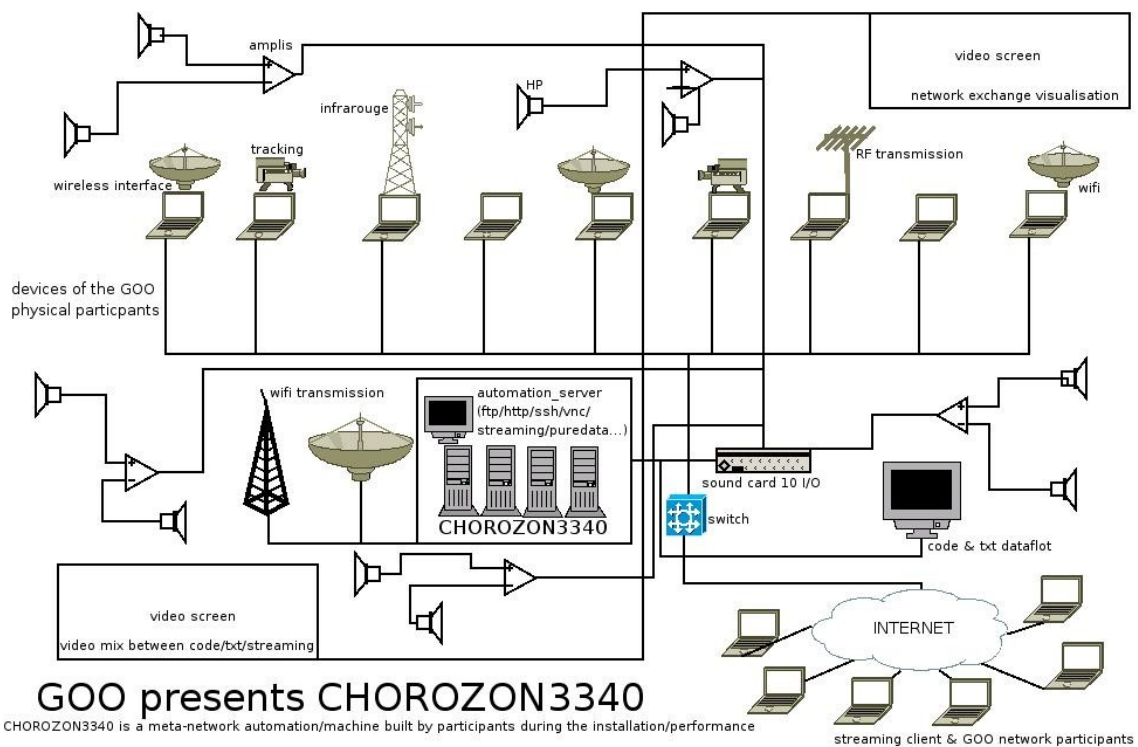 amplis
video screen
network exchange visualisation
HP
infrarouge
tracking
RF transmission
wireless interface
wifi
devices of the GOO
physical particpants
wifi transmission
automation_server
(ftp/http/ssh/vnc/
streaming/puredata...)
CHOROZON3340
sound card 10 I/O
switch
code & txt dataflot
video screen
video mix between code/txt/streaming
INTERNET
GOO presents CHOROZON3340
CHOROZON3340 is a meta-network automation/machine built by participants during the installation/performance
streaming client & GOO network participants